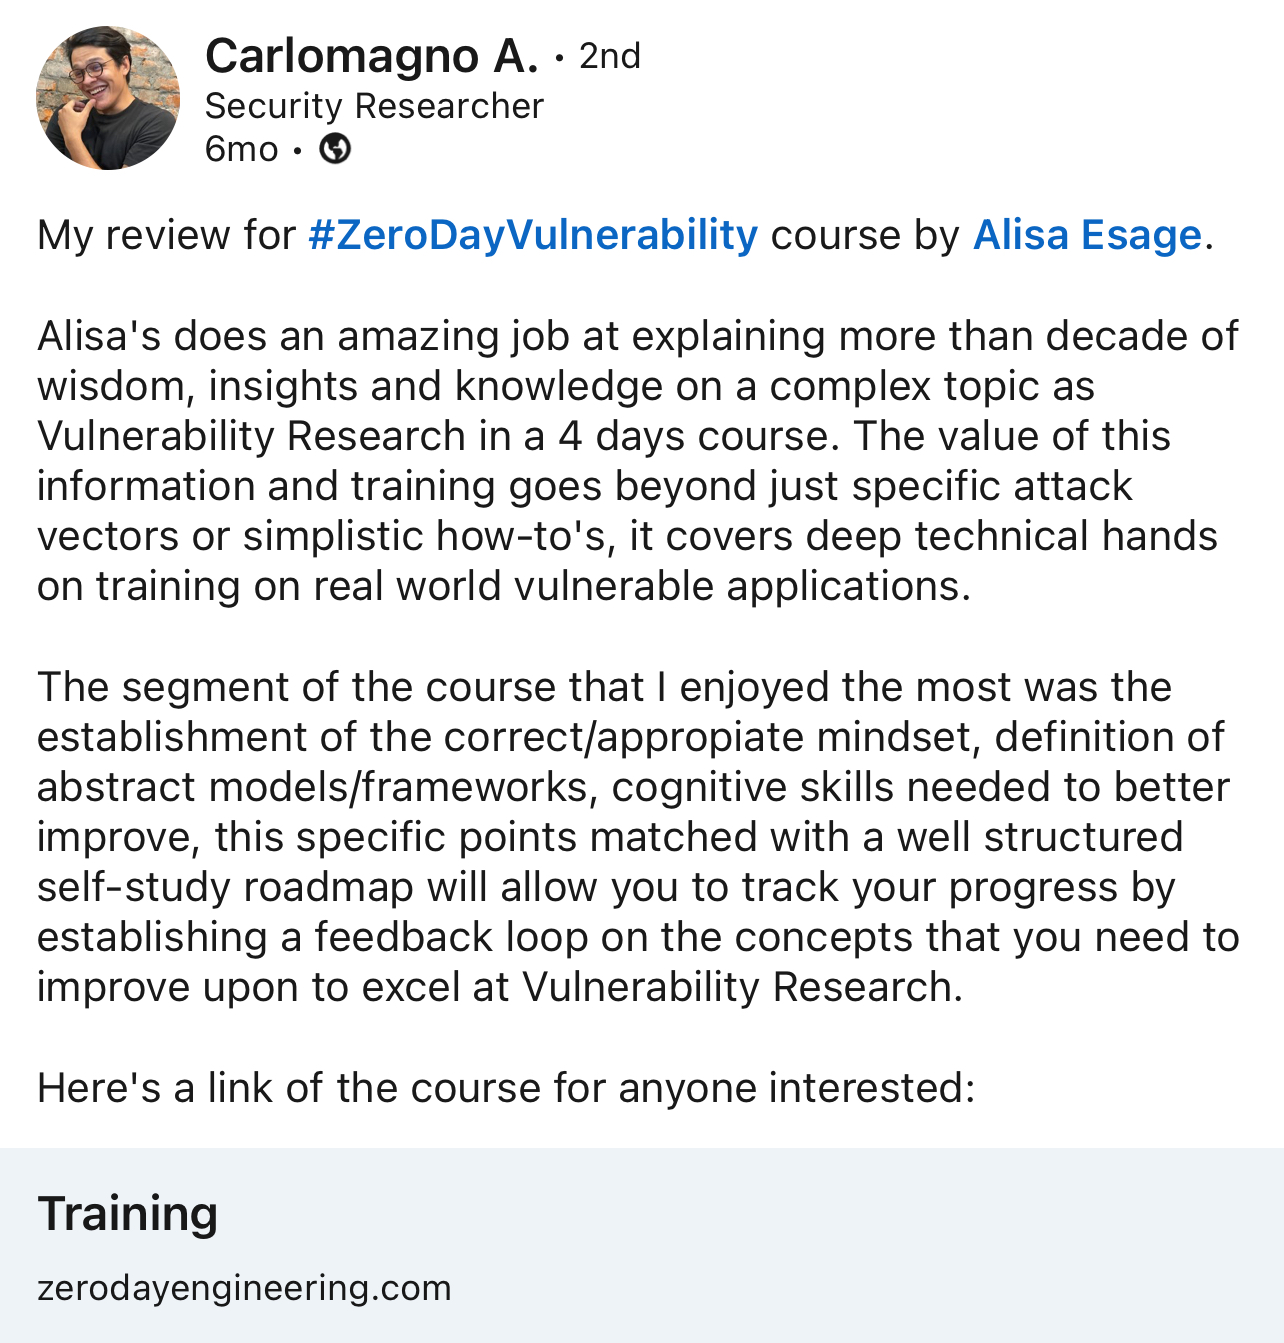 Carlomagno A. • 2nd
Security Researcher
6mo •
My review for #ZeroDayVulnerability course by Alisa Esage.
Alisa's does an amazing job at explaining more than decade of
wisdom, insights and knowledge on a complex topic as
Vulnerability Research in a 4 days course. The value of this
information and training goes beyond just specific attack
vectors or simplistic how-to's, it covers deep technical hands
on training on real world vulnerable applications.
The segment of the course that I enjoyed the most was the
establishment of the correct/appropiate mindset, definition of
abstract models/frameworks, cognitive skills needed to better
improve, this specific points matched with a well structured
self-study roadmap will allow you to track your progress by
establishing a feedback loop on the concepts that you need to
improve upon to excel at Vulnerability Research.
Here's a link of the course for anyone interested:
Training
zerodayengineering.com